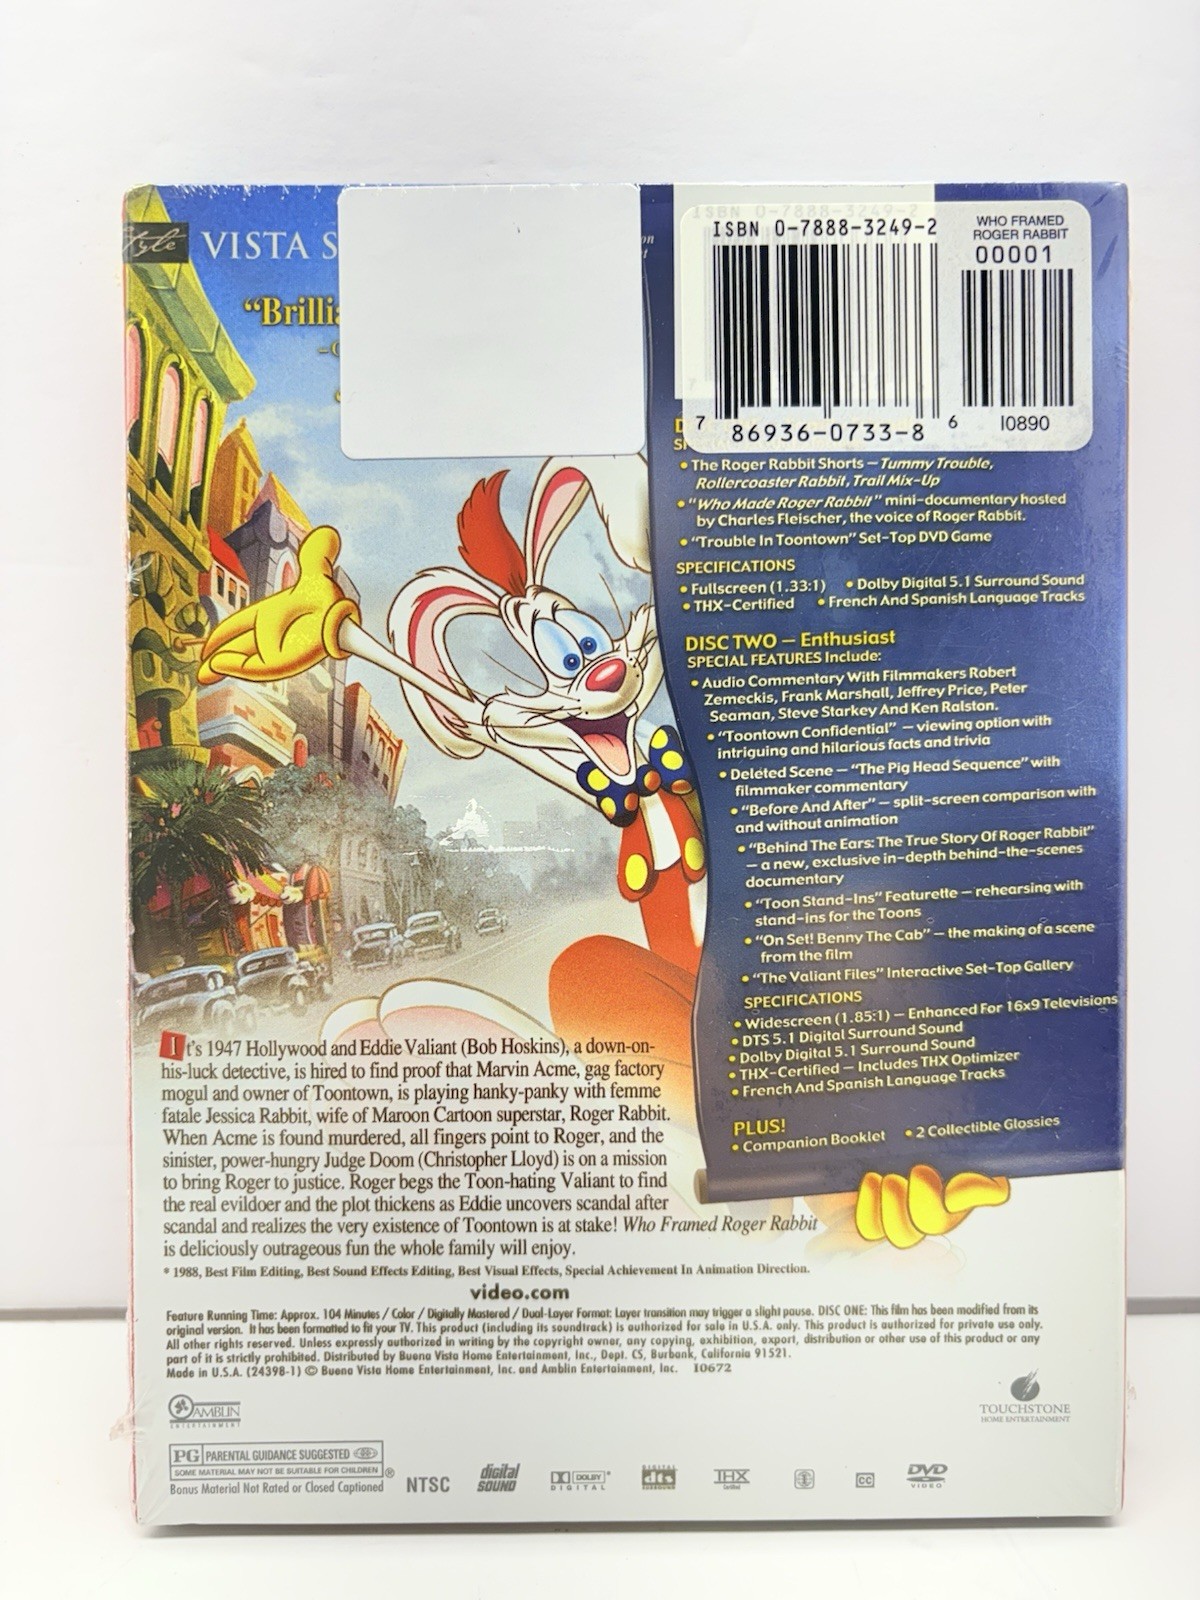 Style
VISTA S
"Brillia
ISBN 0-7888-3249-2
ISBN 0-7888-3249-2
WHO FRAMED
ROGER RABBIT
00001
7 86936-0733-8 6 10890
• The Roger Rabbit Shorts – Tummy Trouble,
Rollercoaster Rabbit, Trail Mix-Up
• "Who Made Roger Rabbit" mini-documentary hosted
by Charles Fleischer, the voice of Roger Rabbit.
• "Trouble In Toontown" Set-Top DVD Game
SPECIFICATIONS
• Fullscreen (1.33:1) • Dolby Digital 5.1 Surround Sound
• THX-Certified • French And Spanish Language Tracks
DISC TWO – Enthusiast
SPECIAL FEATURES Include:
• Audio Commentary With Filmmakers Robert
Zemeckis, Frank Marshall, Jeffrey Price, Peter
Seaman, Steve Starkey And Ken Ralston.
• "Toontown Confidential" – viewing option with
intriguing and hilarious facts and trivia
• Deleted Scene – "The Pig Head Sequence" with
filmmaker commentary
• "Before And After" – split-screen comparison with
and without animation
• "Behind The Ears: The True Story Of Roger Rabbit"
– a new, exclusive in-depth behind-the-scenes
documentary
• "Toon Stand-Ins" Featurette – rehearsing with
stand-ins for the Toons
• "On Set! Benny The Cab" – the making of a scene
from the film
• "The Valiant Files" Interactive Set-Top Gallery
SPECIFICATIONS
• Widescreen (1.85:1) – Enhanced For 16x9 Televisions
• DTS 5.1 Digital Surround Sound
• Dolby Digital 5.1 Surround Sound
• THX-Certified – Includes THX Optimizer
• French And Spanish Language Tracks
PLUS!
• Companion Booklet • 2 Collectible Glossies
It's 1947 Hollywood and Eddie Valiant (Bob Hoskins), a down-on-
his-luck detective, is hired to find proof that Marvin Acme, gag factory
mogul and owner of Toontown, is playing hanky-panky with femme
fatale Jessica Rabbit, wife of Maroon Cartoon superstar, Roger Rabbit.
When Acme is found murdered, all fingers point to Roger, and the
sinister, power-hungry Judge Doom (Christopher Lloyd) is on a mission
to bring Roger to justice. Roger begs the Toon-hating Valiant to find
the real evildoer and the plot thickens as Eddie uncovers scandal after
scandal and realizes the very existence of Toontown is at stake! Who Framed Roger Rabbit
is deliciously outrageous fun the whole family will enjoy.
* 1988, Best Film Editing, Best Sound Effects Editing, Best Visual Effects, Special Achievement In Animation Direction.
video.com
Feature Running Time: Approx. 104 Minutes / Color / Digitally Mastered / Dual-Layer Format: Layer transition may trigger a slight pause. DISC ONE: This film has been modified from its
original version. It has been formatted to fit your TV. This product (including its soundtrack) is authorized for sale in U.S.A. only. This product is authorized for private use only.
All other rights reserved. Unless expressly authorized in writing by the copyright owner, any copying, exhibition, export, distribution or other use of this product or any
part of it is strictly prohibited. Distributed by Buena Vista Home Entertainment, Inc., Dept. CS, Burbank, California 91521.
Made in U.S.A. (24398-1) © Buena Vista Home Entertainment, Inc. and Amblin Entertainment, Inc. I0672
AMBLIN
ENTERTAINMENT
TOUCHSTONE
HOME ENTERTAINMENT
PG PARENTAL GUIDANCE SUGGESTED
SOME MATERIAL MAY NOT BE SUITABLE FOR CHILDREN ®
Bonus Material Not Rated or Closed Captioned
NTSC
digital
SOUND
DOLBY
DIGITAL
DIGITAL
dts
SURROUND
THX
Certified
CC
DVD
VIDEO